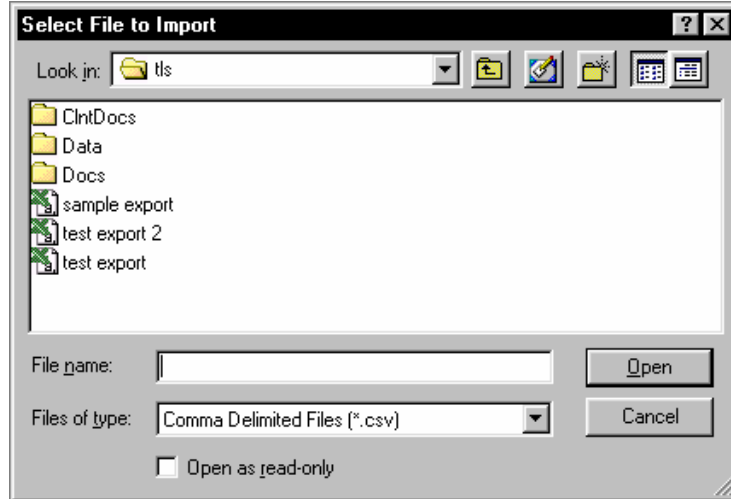 Select File to Import
Look in: tls
ClntDocs
Data
Docs
sample export
test export 2
test export
File name: Open
Files of type: Comma Delimited Files (*.csv) Cancel
Open as read-only